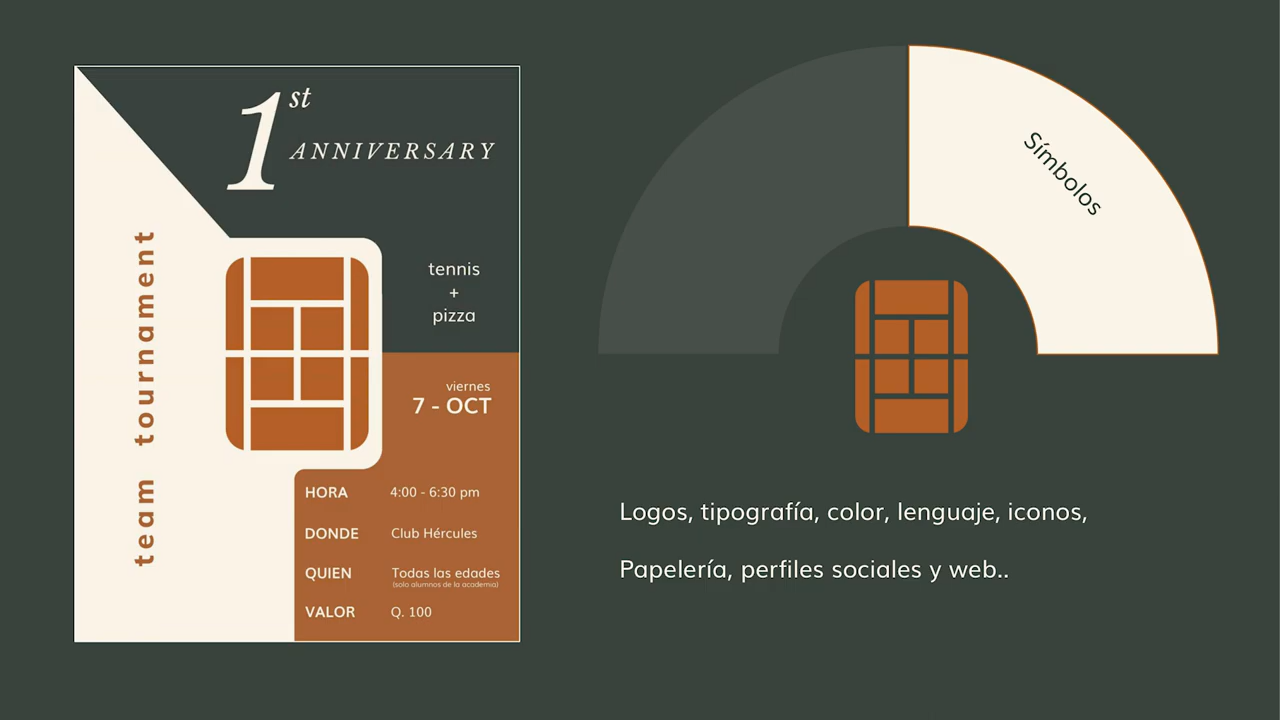 1st
ANNIVERSARY
team tournament
tennis
+
pizza
viernes
7 - OCT
HORA 4:00 - 6:30 pm
DONDE Club Hércules
QUIEN Todas las edades
(solo alumnos de la academia)
VALOR Q. 100
Símbolos
Logos, tipografía, color, lenguaje, iconos,
Papelería, perfiles sociales y web..